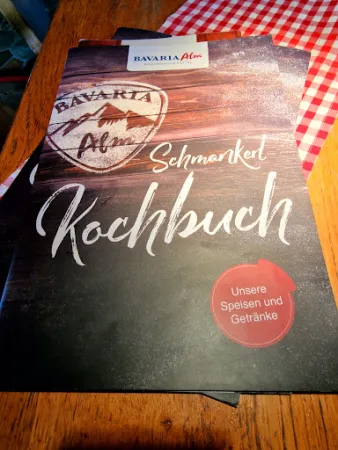 BAVARIA Alm
BAVARIA
Alm
Schmankerl
Kochbuch
Unsere
Speisen und
Getränke